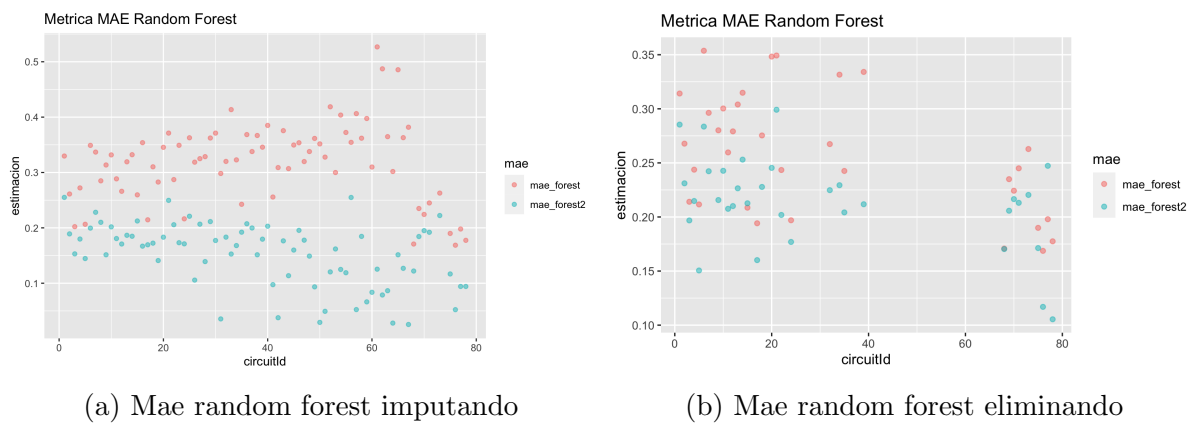 Metrica MAE Random Forest
0.5
0.4
0.3
0.2
0.1
estimacion
0 20 40 60 80
circuitId
mae
mae_forest
mae_forest2
(a) Mae random forest imputando
Metrica MAE Random Forest
0.35
0.30
0.25
0.20
0.15
0.10
estimacion
0 20 40 60 80
circuitId
mae
mae_forest
mae_forest2
(b) Mae random forest eliminando